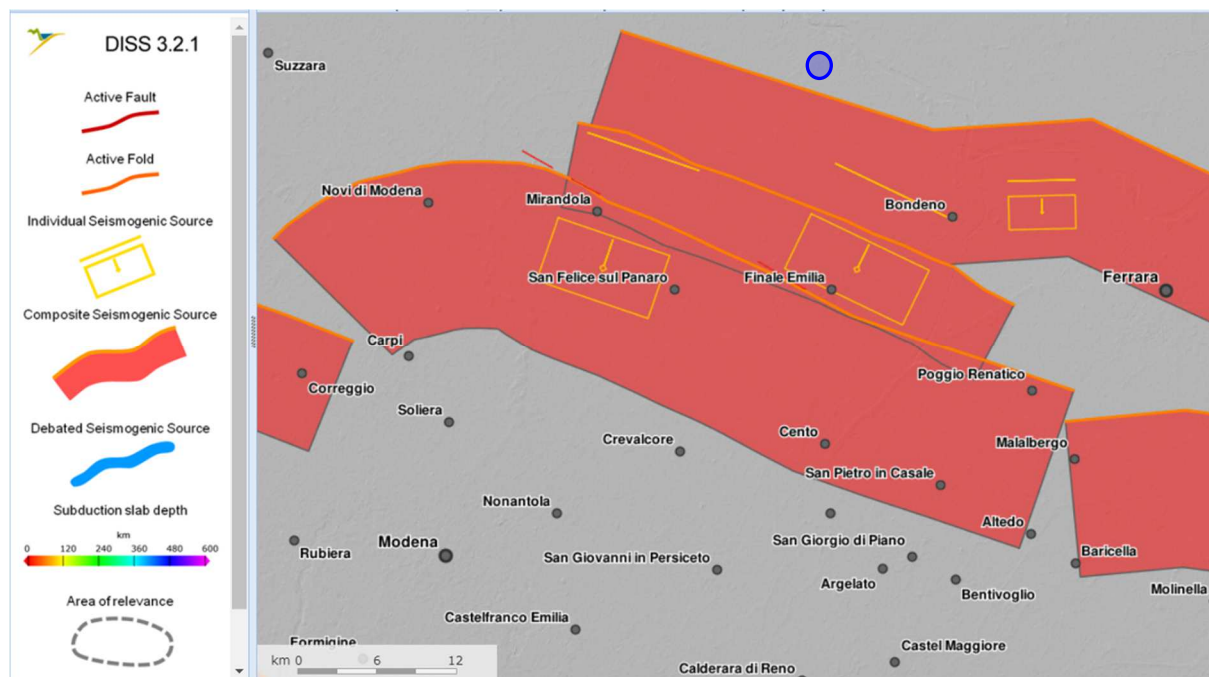 DISS 3.2.1
Active Fault
Active Fold
Individual Seismogenic Source
Composite Seismogenic Source
Debated Seismogenic Source
Subduction slab depth
km
0 120 240 360 480 600
Area of relevance
Suzzara
Novi di Modena
Mirandola
Bondeno
San Felice sul Panaro
Finale Emilia
Ferrara
Carpi
Correggio
Poggio Renatico
Soliera
Crevalcore
Cento
Malalbergo
San Pietro in Casale
Nonantola
Altedo
Rubiera
Modena
San Giorgio di Piano
San Giovanni in Persiceto
Baricella
Argelato
Bentivoglio
Molinella
Castelfranco Emilia
Formigine
Castel Maggiore
km 0 6 12
Calderara di Reno